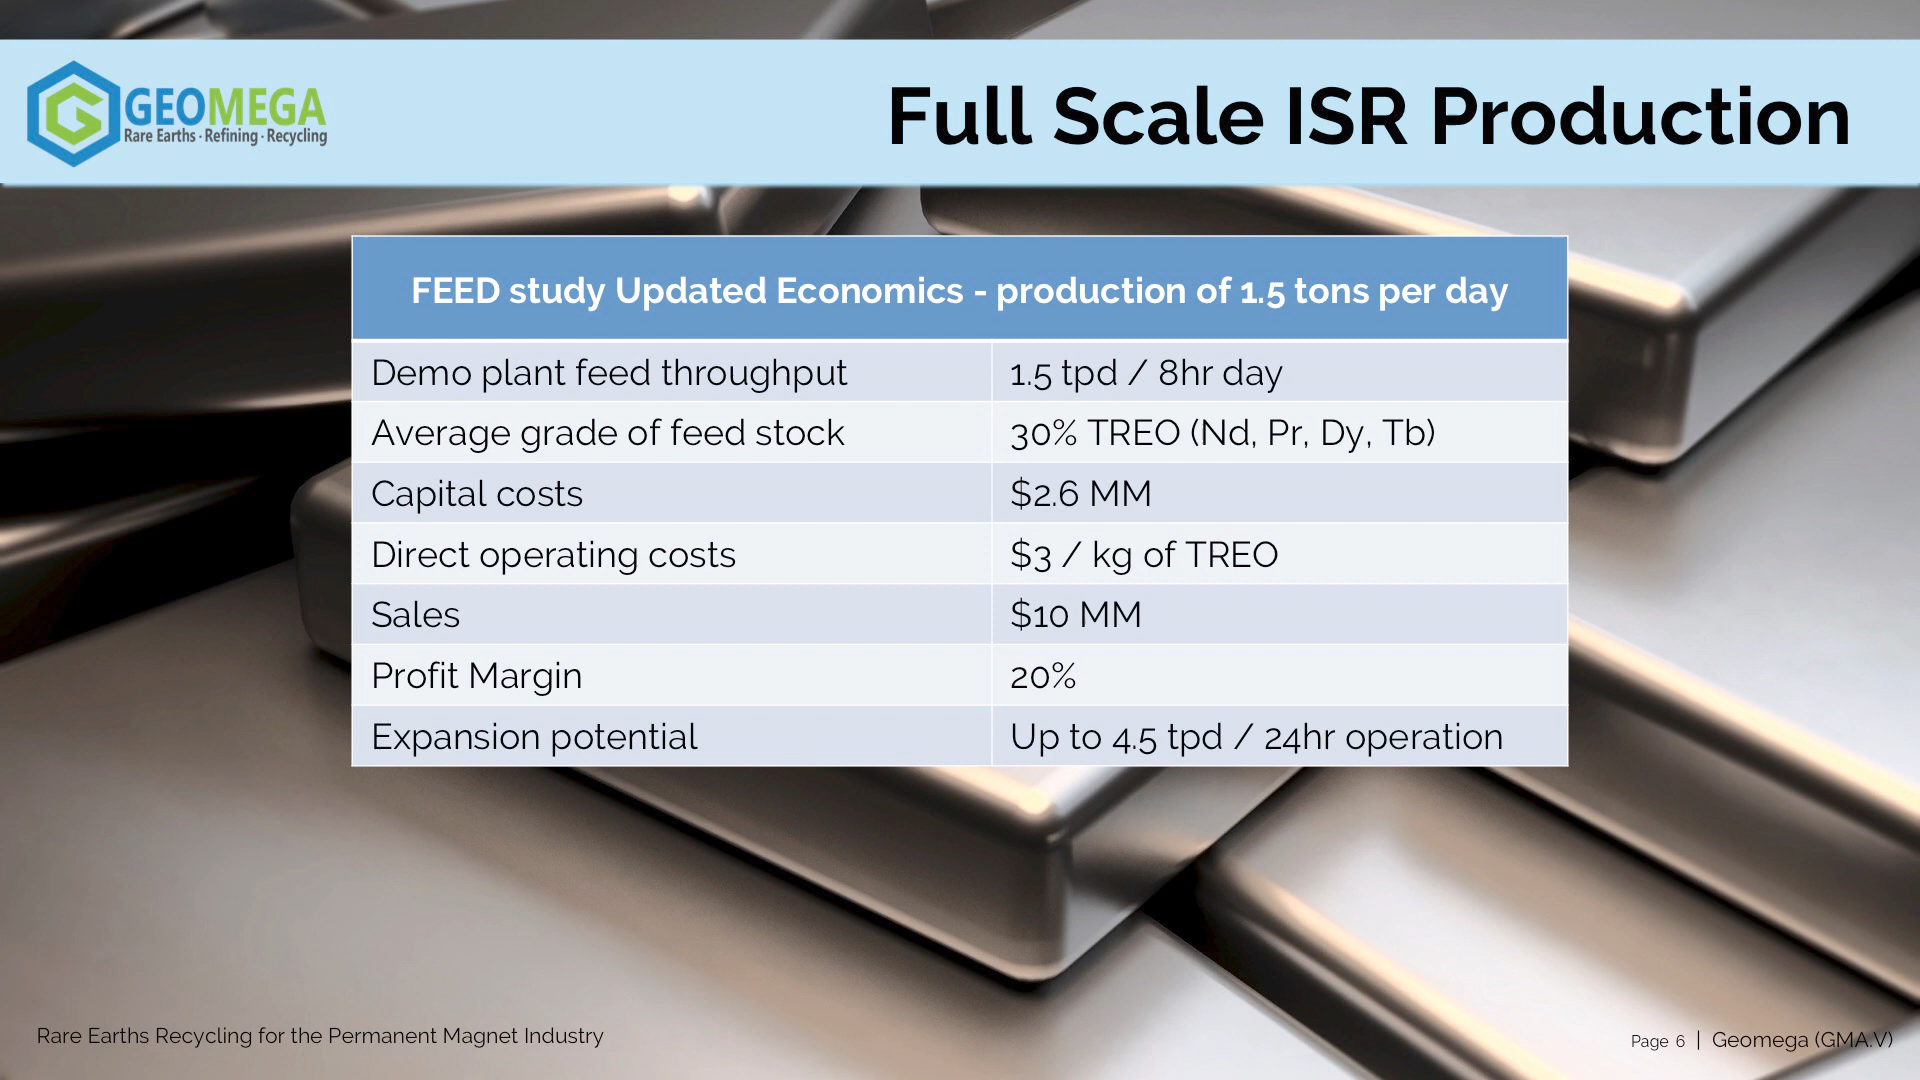 GEOMEGA
Rare Earths · Refining · Recycling
Full Scale ISR Production
FEED study Updated Economics - production of 1.5 tons per day
Demo plant feed throughput 1.5 tpd / 8hr day
Average grade of feed stock 30% TREO (Nd, Pr, Dy, Tb)
Capital costs $2.6 MM
Direct operating costs $3 / kg of TREO
Sales $10 MM
Profit Margin 20%
Expansion potential Up to 4.5 tpd / 24hr operation
Rare Earths Recycling for the Permanent Magnet Industry
Page 6 | Geomega (GMA.V)